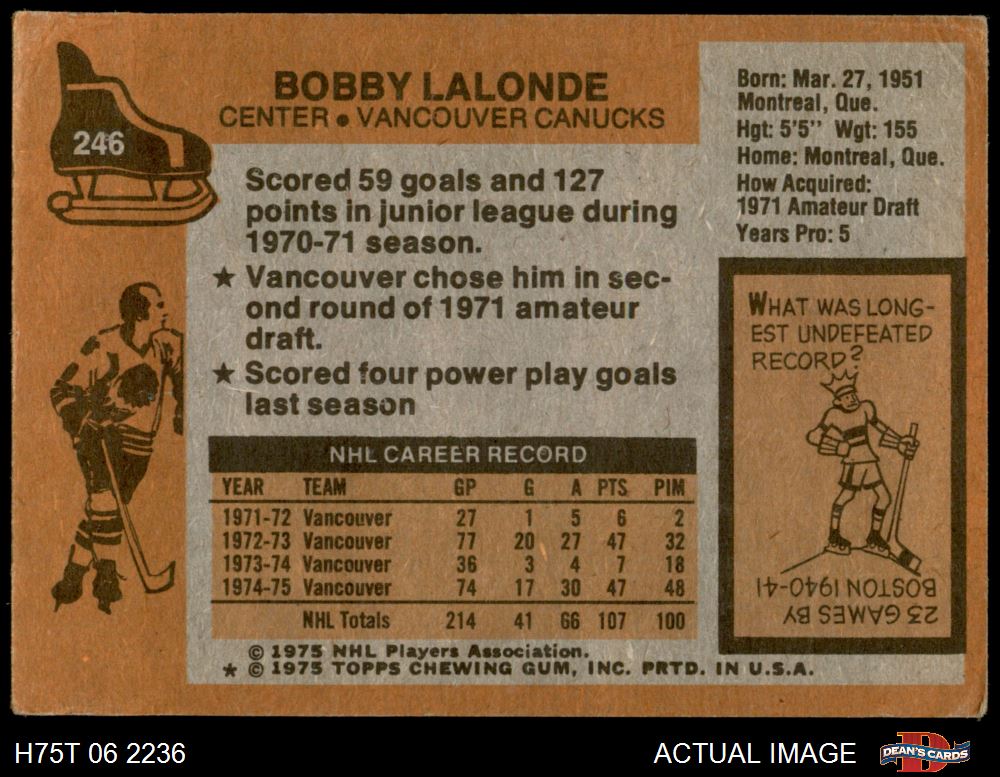 246
BOBBY LALONDE
CENTER • VANCOUVER CANUCKS
Scored 59 goals and 127
points in junior league during
1970-71 season.
★ Vancouver chose him in sec-
ond round of 1971 amateur
draft.
★ Scored four power play goals
last season
Born: Mar. 27, 1951
Montreal, Que.
Hgt: 5'5" Wgt: 155
Home: Montreal, Que.
How Acquired:
1971 Amateur Draft
Years Pro: 5
WHAT WAS LONG-
EST UNDEFEATED
RECORD?
23 GAMES BY
BOSTON 1940-41
NHL CAREER RECORD
YEAR TEAM GP G A PTS PIM
1971-72 Vancouver 27 1 5 6 2
1972-73 Vancouver 77 20 27 47 32
1973-74 Vancouver 36 3 4 7 18
1974-75 Vancouver 74 17 30 47 48
NHL Totals 214 41 66 107 100
© 1975 NHL Players Association.
★ © 1975 TOPPS CHEWING GUM, INC. PRTD. IN U.S.A.
H75T 06 2236
ACTUAL IMAGE
DEAN'S CARDS